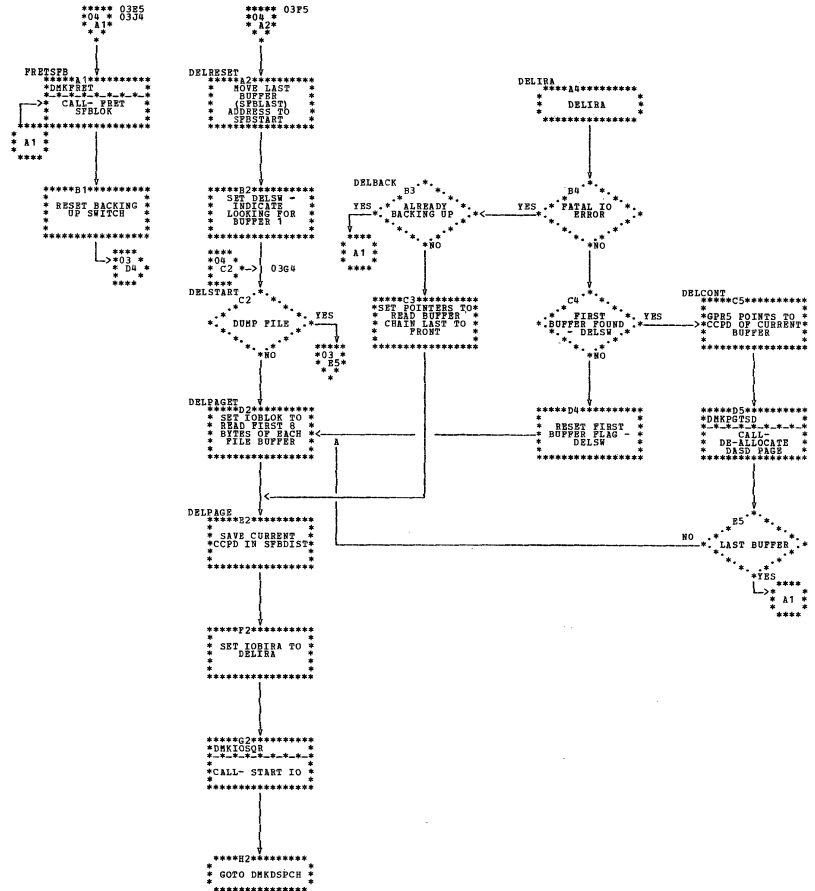 03E5
03J4
04
A1
03F5
04
A2
FRETSFB
A1
DMKFRET
CALL- FRET
SFBLOK
A1
B1
RESET BACKING
UP SWITCH
03
D4
DELRESET
A2
MOVE LAST
BUFFER
(SFBLAST)
ADDRESS TO
SFBSTART
B2
SET DELSW -
INDICATE
LOOKING FOR
BUFFER 1
04
C2
03G4
DELSTART
C2
DUMP FILE
YES
NO
03
E5
DELPAGET
D2
SET IOBLOK TO
READ FIRST 8
BYTES OF EACH
FILE BUFFER
DELPAGE
E2
SAVE CURRENT
CCPD IN SFBDIST
F2
SET IOBIRA TO
DELIRA
G2
DMKIOSQR
CALL- START IO
H2
GOTO DMKDSPCH
DELBACK
B3
ALREADY
BACKING UP
YES
NO
A1
C3
SET POINTERS TO
READ BUFFER
CHAIN LAST TO
FRONT
DELIRA
A4
DELIRA
B4
FATAL IO
ERROR
YES
NO
C4
FIRST
BUFFER FOUND
- DELSW
YES
NO
D4
RESET FIRST
BUFFER FLAG -
DELSW
A
DELCONT
C5
GPR5 POINTS TO
CCPD OF CURRENT
BUFFER
D5
DMKPGTSD
CALL-
DE-ALLOCATE
DASD PAGE
E5
LAST BUFFER
NO
YES
A1